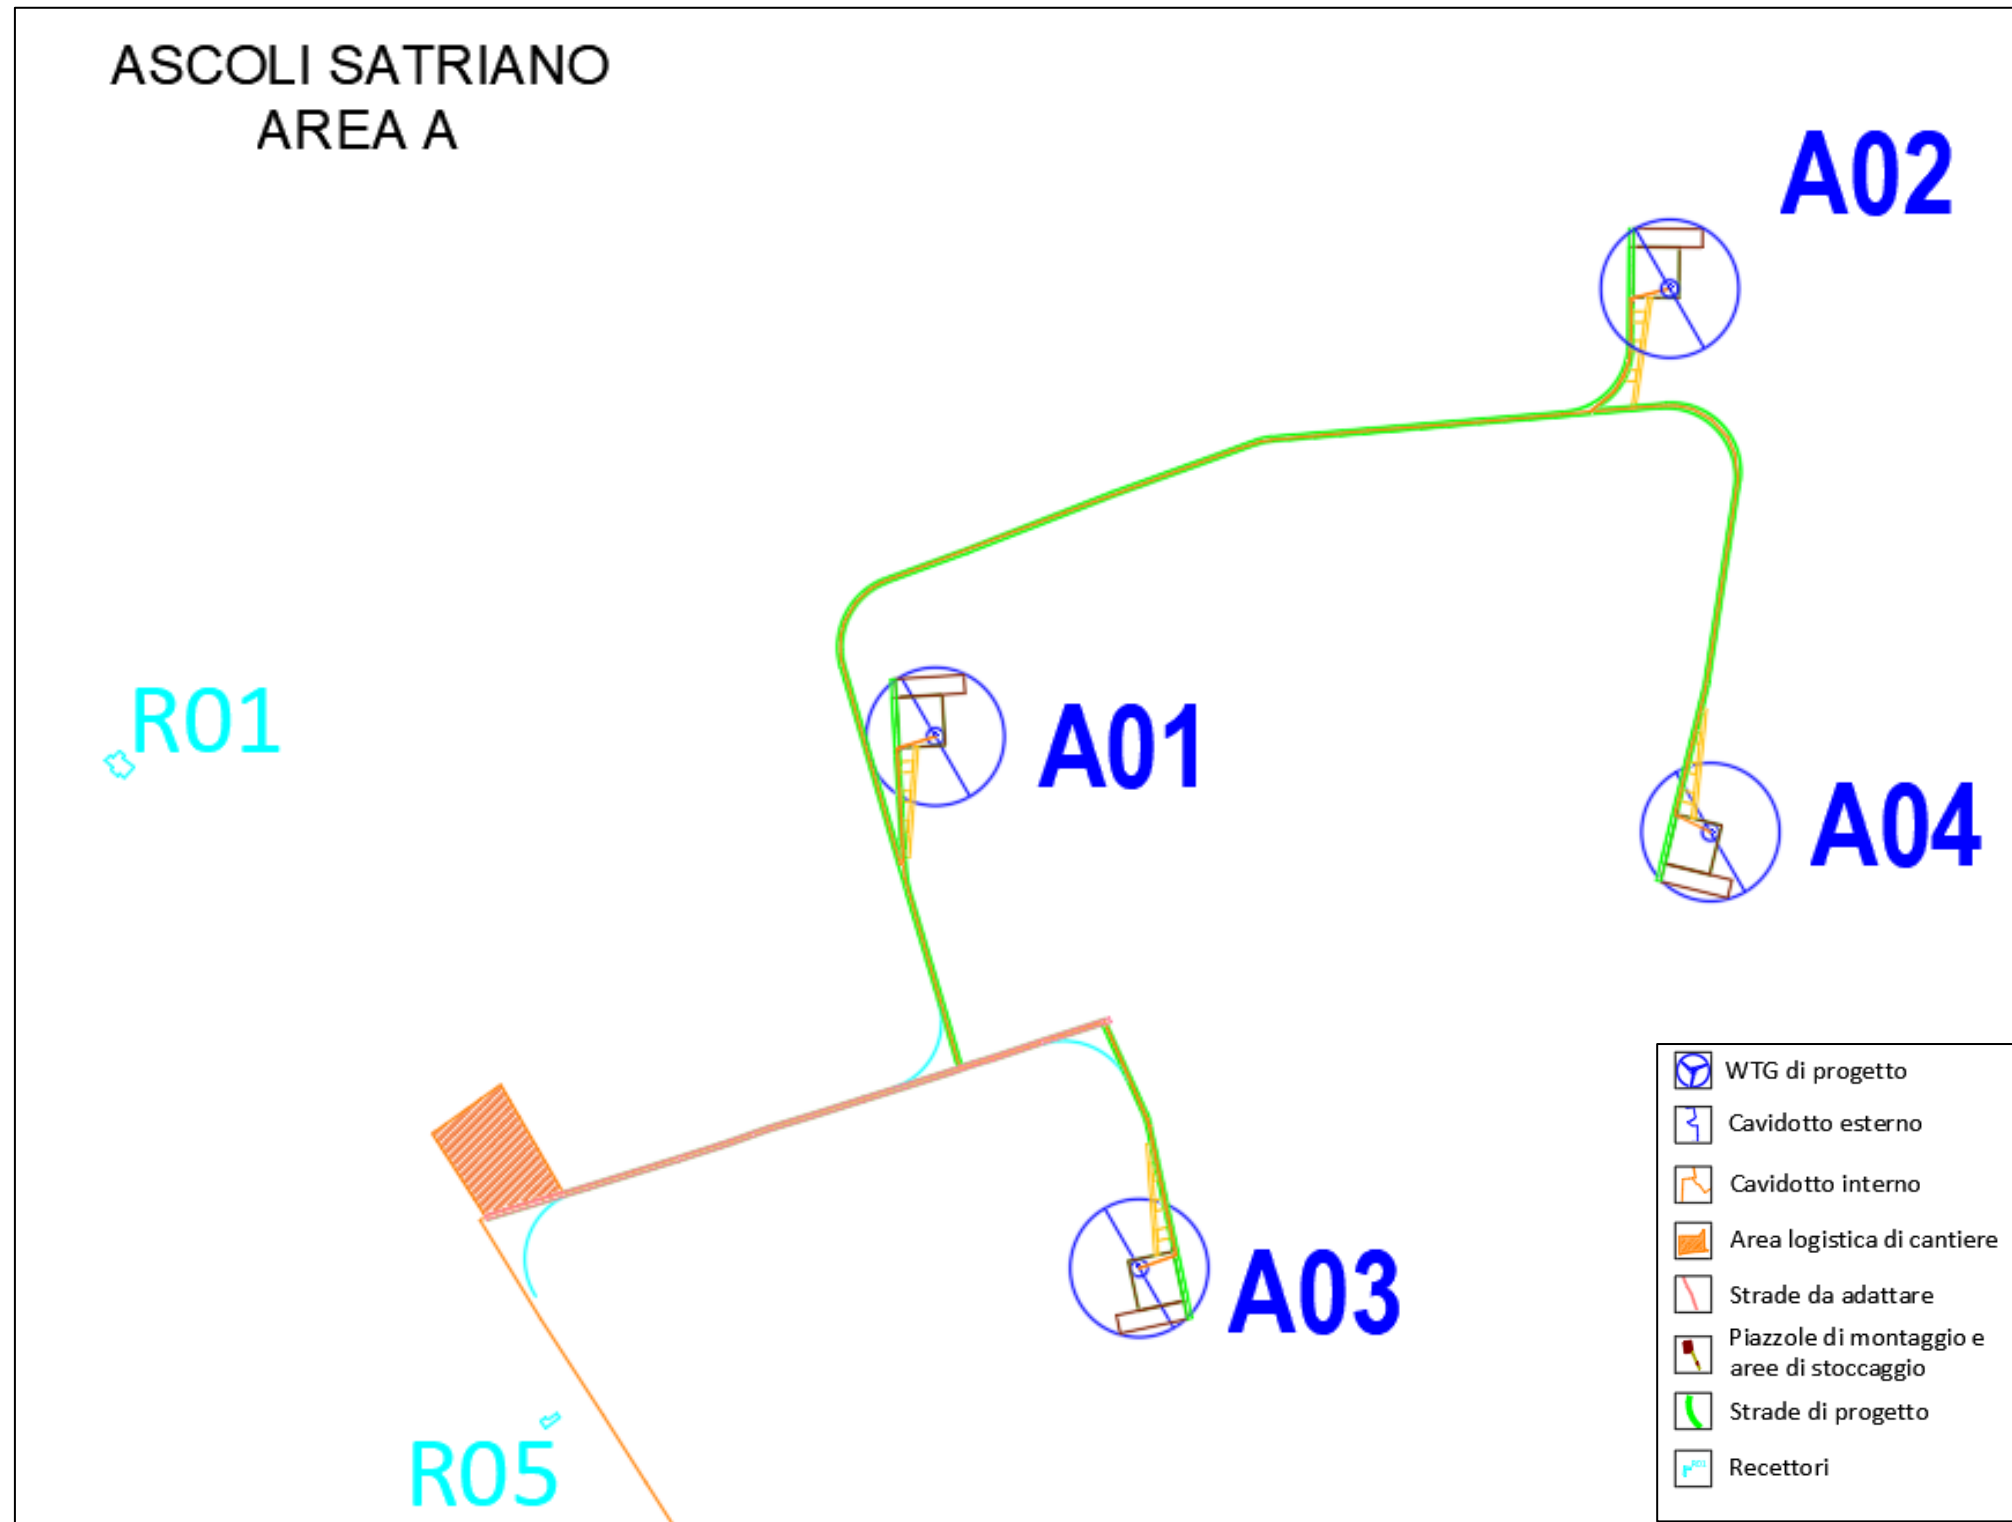 ASCOLI SATRIANO
AREA A
A02
R01
A01
A04
A03
R05
WTG di progetto
Cavidotto esterno
Cavidotto interno
Area logistica di cantiere
Strade da adattare
Piazzole di montaggio e
aree di stoccaggio
Strade di progetto
R01
Recettori